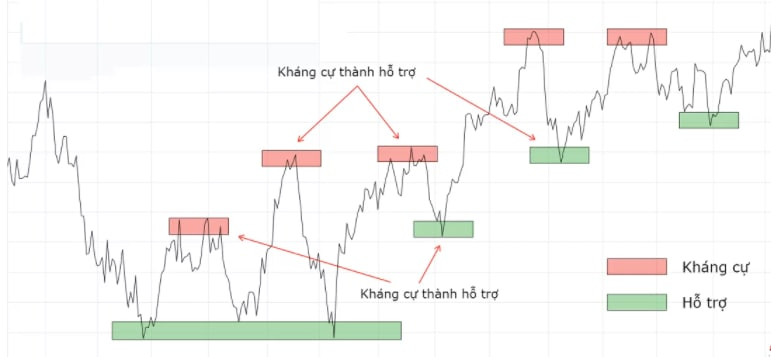 Kháng cự thành hỗ trợ
Kháng cự thành hỗ trợ
Kháng cự
Hỗ trợ